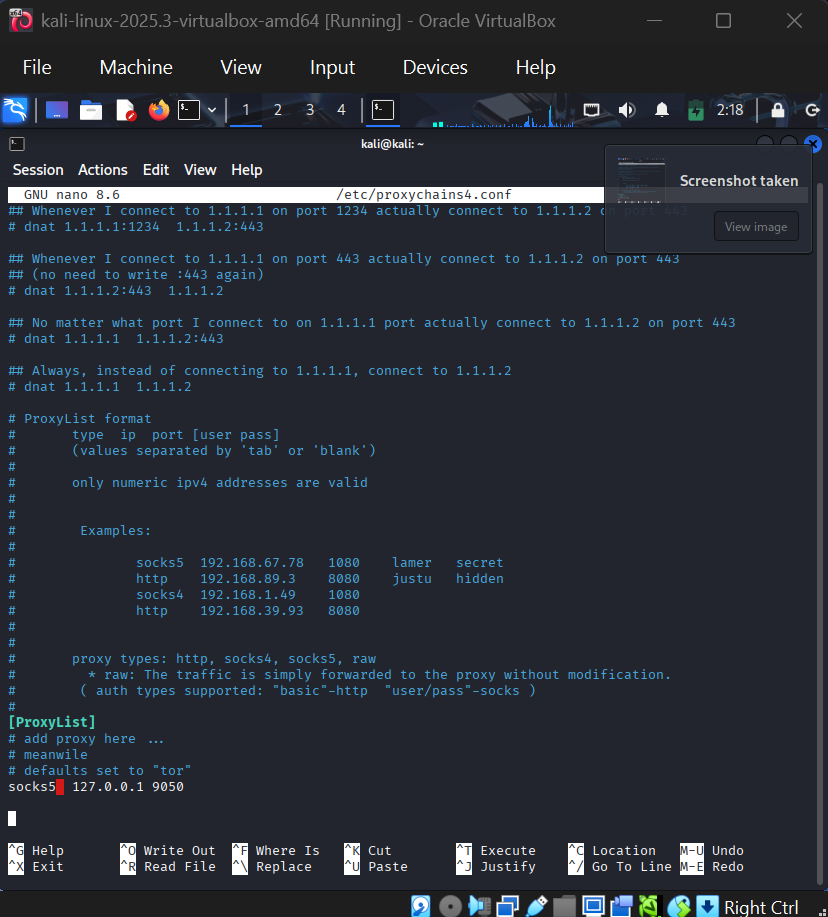 kali-linux-2025.3-virtualbox-amd64 [Running] - Oracle VirtualBox
File Machine View Input Devices Help
1 2 3 4 2:18
kali@kali: ~
Session Actions Edit View Help
Screenshot taken
View image
GNU nano 8.6 /etc/proxychains4.conf
## Whenever I connect to 1.1.1.1 on port 1234 actually connect to 1.1.1.2 on port 443
# dnat 1.1.1.1:1234  1.1.1.2:443
## Whenever I connect to 1.1.1.1 on port 443 actually connect to 1.1.1.2 on port 443
## (no need to write :443 again)
# dnat 1.1.1.2:443  1.1.1.2
## No matter what port I connect to on 1.1.1.1 port actually connect to 1.1.1.2 on port 443
# dnat 1.1.1.1  1.1.1.2:443
## Always, instead of connecting to 1.1.1.1, connect to 1.1.1.2
# dnat 1.1.1.1  1.1.1.2
# ProxyList format
#       type  ip  port [user pass]
#       (values separated by 'tab' or 'blank')
#
#       only numeric ipv4 addresses are valid
#
#
#        Examples:
#
#               socks5  192.168.67.78   1080    lamer   secret
#               http    192.168.89.3    8080    justu   hidden
#               socks4  192.168.1.49    1080
#               http    192.168.39.93   8080
#
#
#       proxy types: http, socks4, socks5, raw
#         * raw: The traffic is simply forwarded to the proxy without modification.
#        ( auth types supported: "basic"-http  "user/pass"-socks )
#
[ProxyList]
# add proxy here ...
# meanwile
# defaults set to "tor"
socks5  127.0.0.1 9050
^G Help ^O Write Out ^F Where Is ^K Cut ^T Execute ^C Location M-U Undo
^X Exit ^R Read File ^\ Replace ^U Paste ^J Justify ^/ Go To Line M-E Redo
Right Ctrl